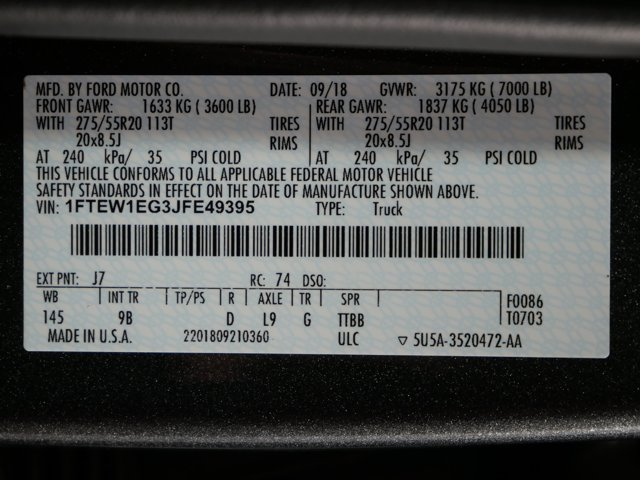 MFD. BY FORD MOTOR CO. DATE: 09/18 GVWR: 3175 KG (7000 LB)
FRONT GAWR: 1633 KG (3600 LB) REAR GAWR: 1837 KG (4050 LB)
WITH 275/55R20 113T TIRES WITH 275/55R20 113T TIRES
20x8.5J RIMS 20x8.5J RIMS
AT 240 kPa/ 35 PSI COLD AT 240 kPa/ 35 PSI COLD
THIS VEHICLE CONFORMS TO ALL APPLICABLE FEDERAL MOTOR VEHICLE
SAFETY STANDARDS IN EFFECT ON THE DATE OF MANUFACTURE SHOWN ABOVE.
VIN: 1FTEW1EG3JFE49395 TYPE: Truck
EXT PNT: J7 RC: 74 DSO:
WB INT TR TP/PS R AXLE TR SPR F0086
145 9B D L9 G TTBB T0703
MADE IN U.S.A. 2201809210360 ULC ▽ 5U5A-3520472-AA